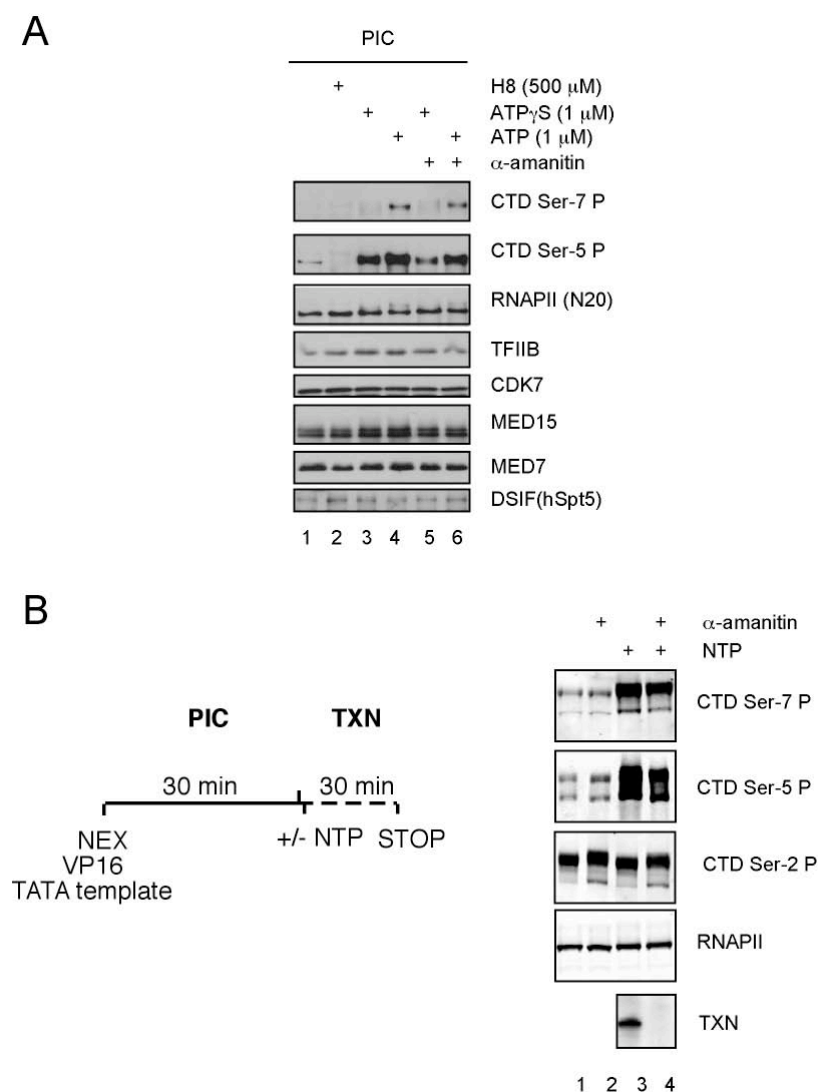 A
PIC
+ H8 (500 μM)
+ + ATPγS (1 μM)
+ + ATP (1 μM)
+ + α-amanitin
CTD Ser-7 P
CTD Ser-5 P
RNAPII (N20)
TFIIB
CDK7
MED15
MED7
DSIF(hSpt5)
1 2 3 4 5 6
B
PIC TXN
30 min 30 min
NEX +/- NTP STOP
VP16
TATA template
+ + α-amanitin
+ + NTP
CTD Ser-7 P
CTD Ser-5 P
CTD Ser-2 P
RNAPII
TXN
1 2 3 4